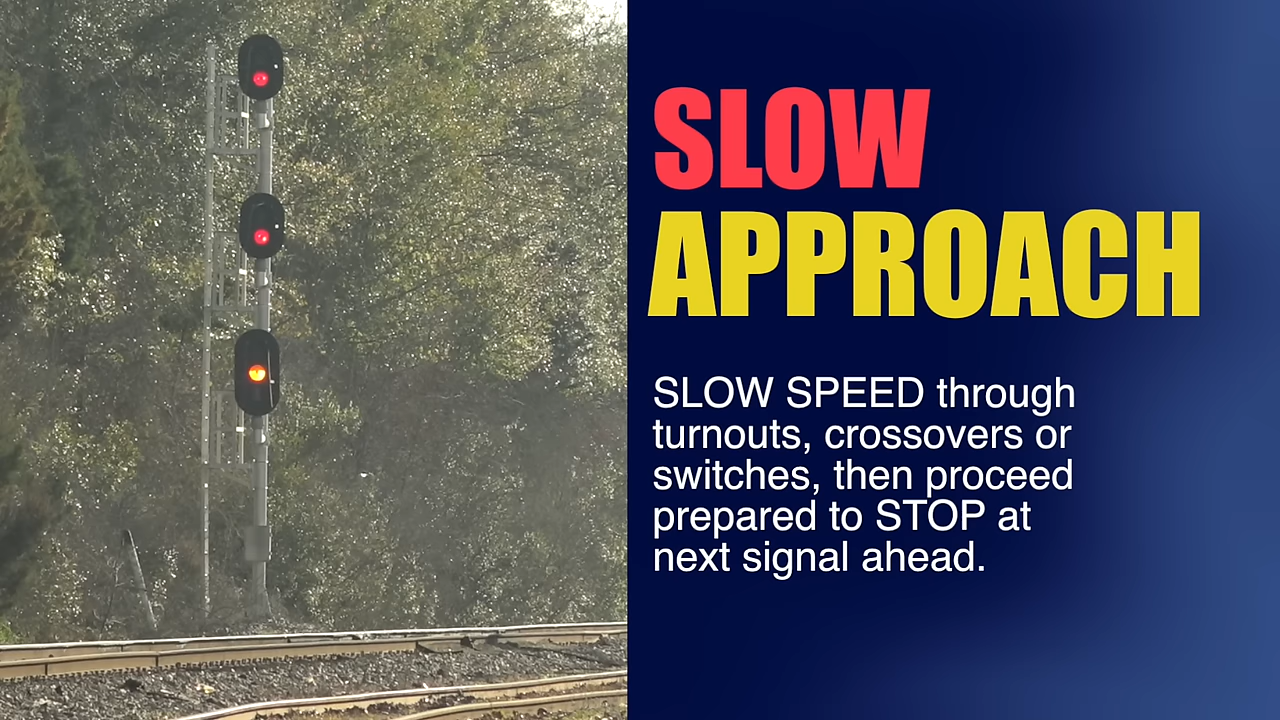 SLOW
APPROACH
SLOW SPEED through
turnouts, crossovers or
switches, then proceed
prepared to STOP at
next signal ahead.